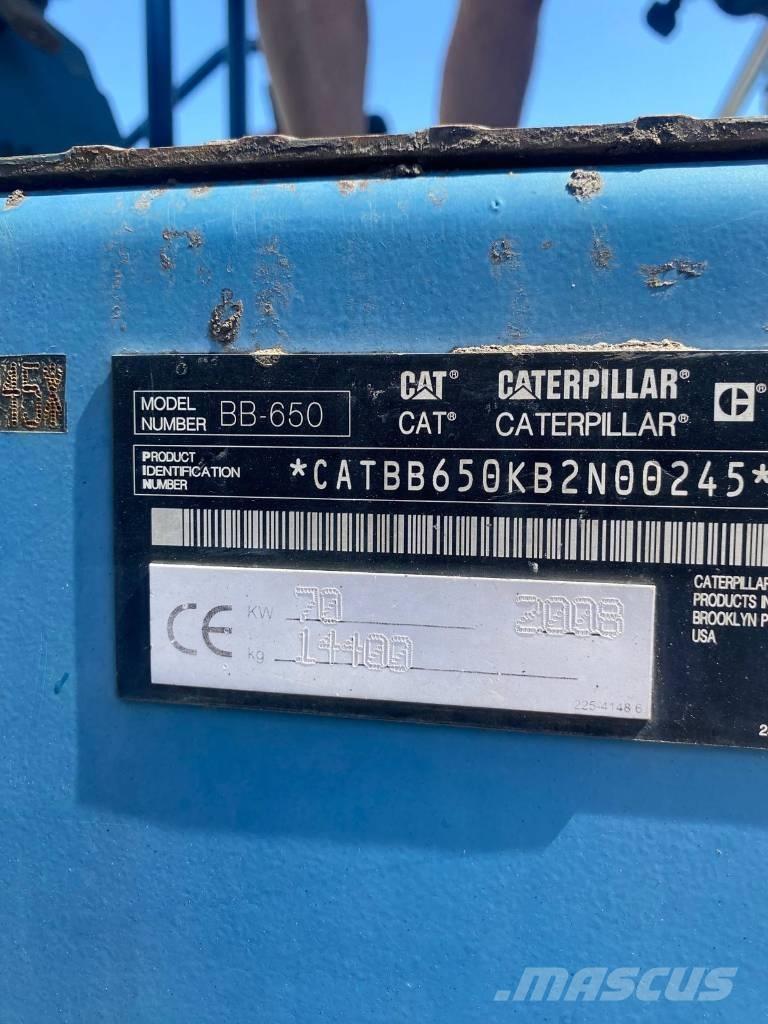 45X
MODEL NUMBER BB-650
CAT® CATERPILLAR®
CAT® CATERPILLAR®
PRODUCT IDENTIFICATION NUMBER *CATBB650KB2N00245*
CE KW 70 2008
kg 14400
225-4148 6
CATERPILLAR
PRODUCTS IN
BROOKLYN P
USA
MASCUS